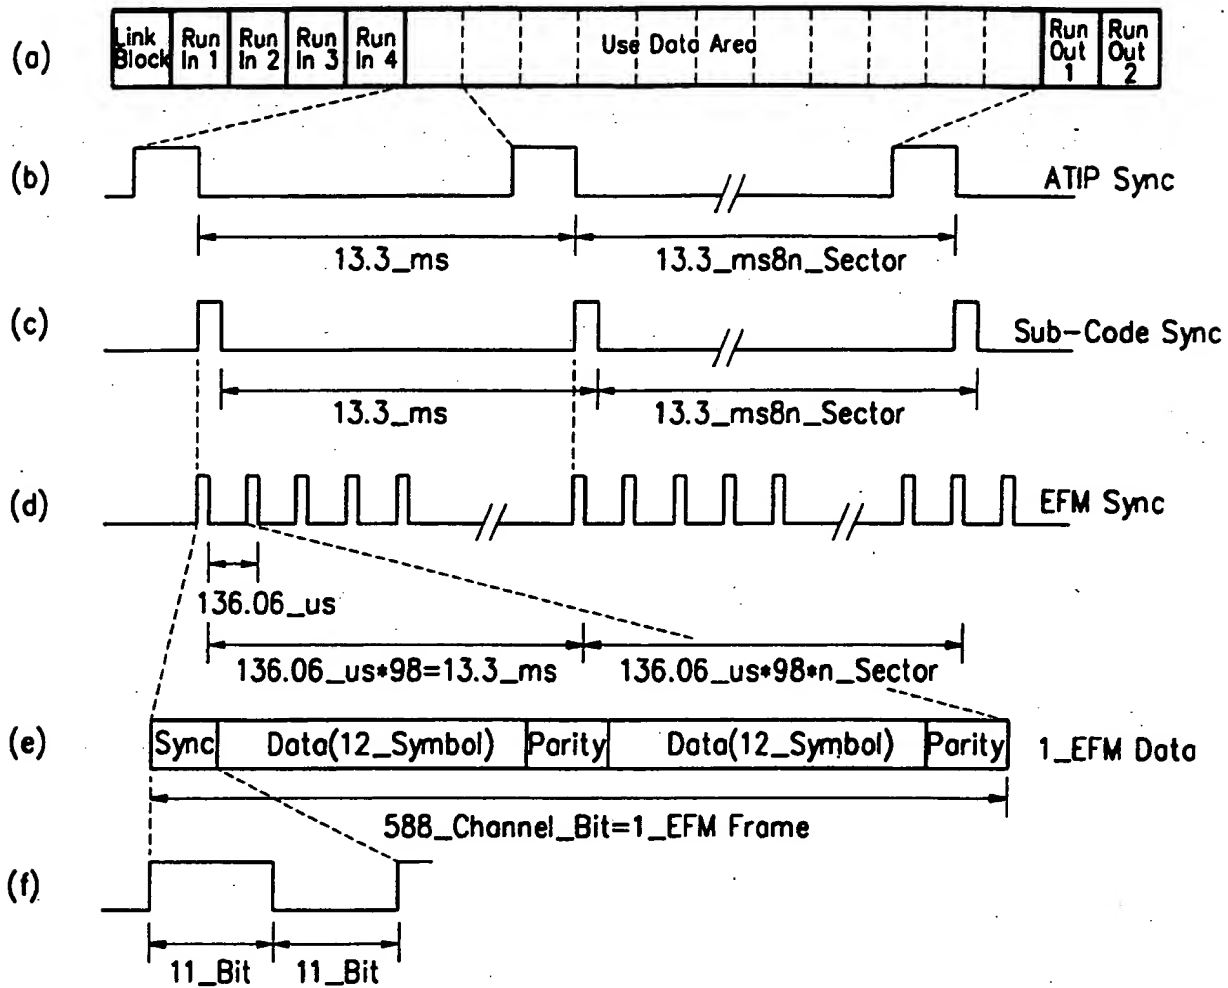 (a)
Link Block
Run In 1
Run In 2
Run In 3
Run In 4
Use Data Area
Run Out 1
Run Out 2
(b)
ATIP Sync
13.3_ms
13.3_ms8n_Sector
(c)
Sub-Code Sync
13.3_ms
13.3_ms8n_Sector
(d)
EFM Sync
136.06_us
136.06_us*98=13.3_ms
136.06_us*98*n_Sector
(e)
Sync
Data(12_Symbol)
Parity
Data(12_Symbol)
Parity
1_EFM Data
588_Channel_Bit=1_EFM Frame
(f)
11_Bit
11_Bit